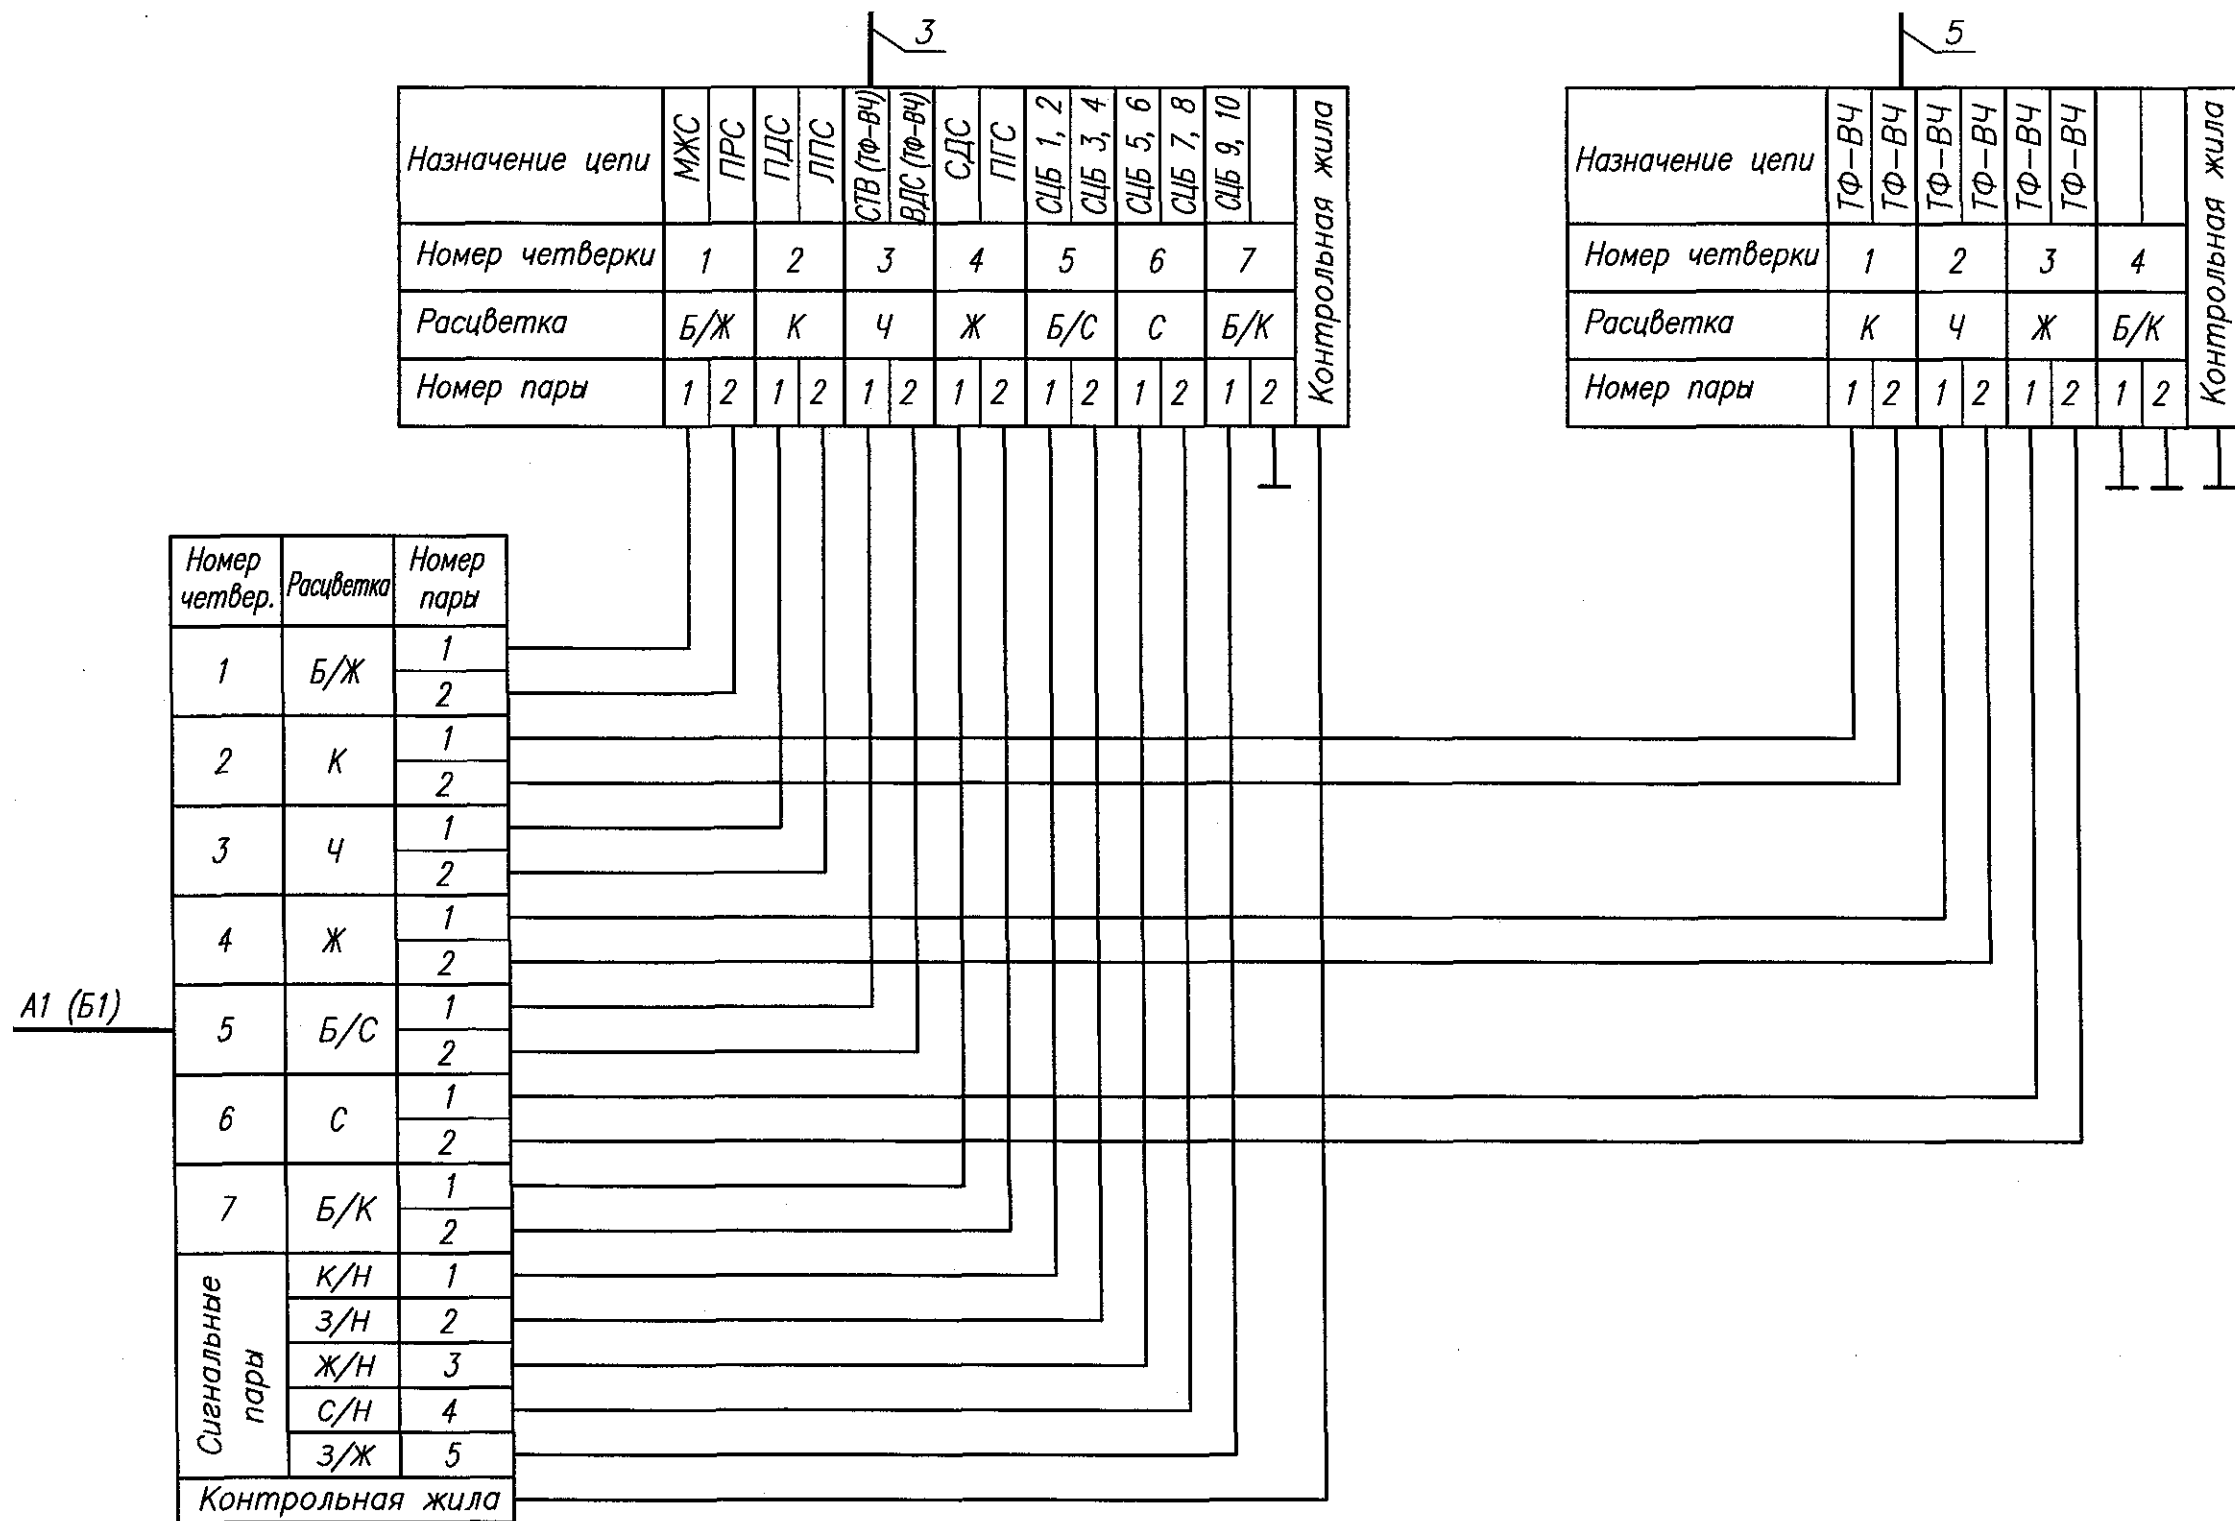 3
Назначение цепи МЖС ПРС ПДС ЛПС СТВ (ТФ-ВЧ) ВДС (ТФ-ВЧ) СДС ПГС СЦБ 1, 2 СЦБ 3, 4 СЦБ 5, 6 СЦБ 7, 8 СЦБ 9, 10 Контрольная жила
Номер четверки 1 2 3 4 5 6 7
Расцветка Б/Ж К Ч Ж Б/С С Б/К
Номер пары 1 2 1 2 1 2 1 2 1 2 1 2 1 2
5
Назначение цепи ТФ-ВЧ ТФ-ВЧ ТФ-ВЧ ТФ-ВЧ ТФ-ВЧ ТФ-ВЧ Контрольная жила
Номер четверки 1 2 3 4
Расцветка К Ч Ж Б/К
Номер пары 1 2 1 2 1 2 1 2
А1 (Б1)
Номер Расцветка Номер
четвер. пары
1 Б/Ж 1
2
2 К 1
2
3 Ч 1
2
4 Ж 1
2
5 Б/С 1
2
6 С 1
2
7 Б/К 1
2
Сигнальные
пары
К/Н 1
З/Н 2
Ж/Н 3
С/Н 4
З/Ж 5
Контрольная жила